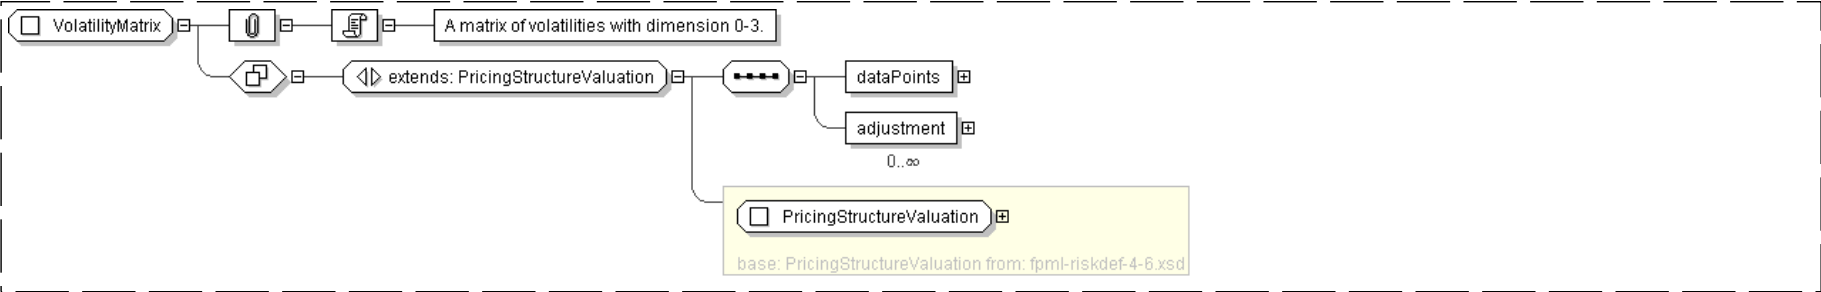 VolatilityMatrix
A matrix of volatilities with dimension 0-3.
extends: PricingStructureValuation
dataPoints
adjustment
0..∞
PricingStructureValuation
base: PricingStructureValuation from: fpml-riskdef-4-6.xsd